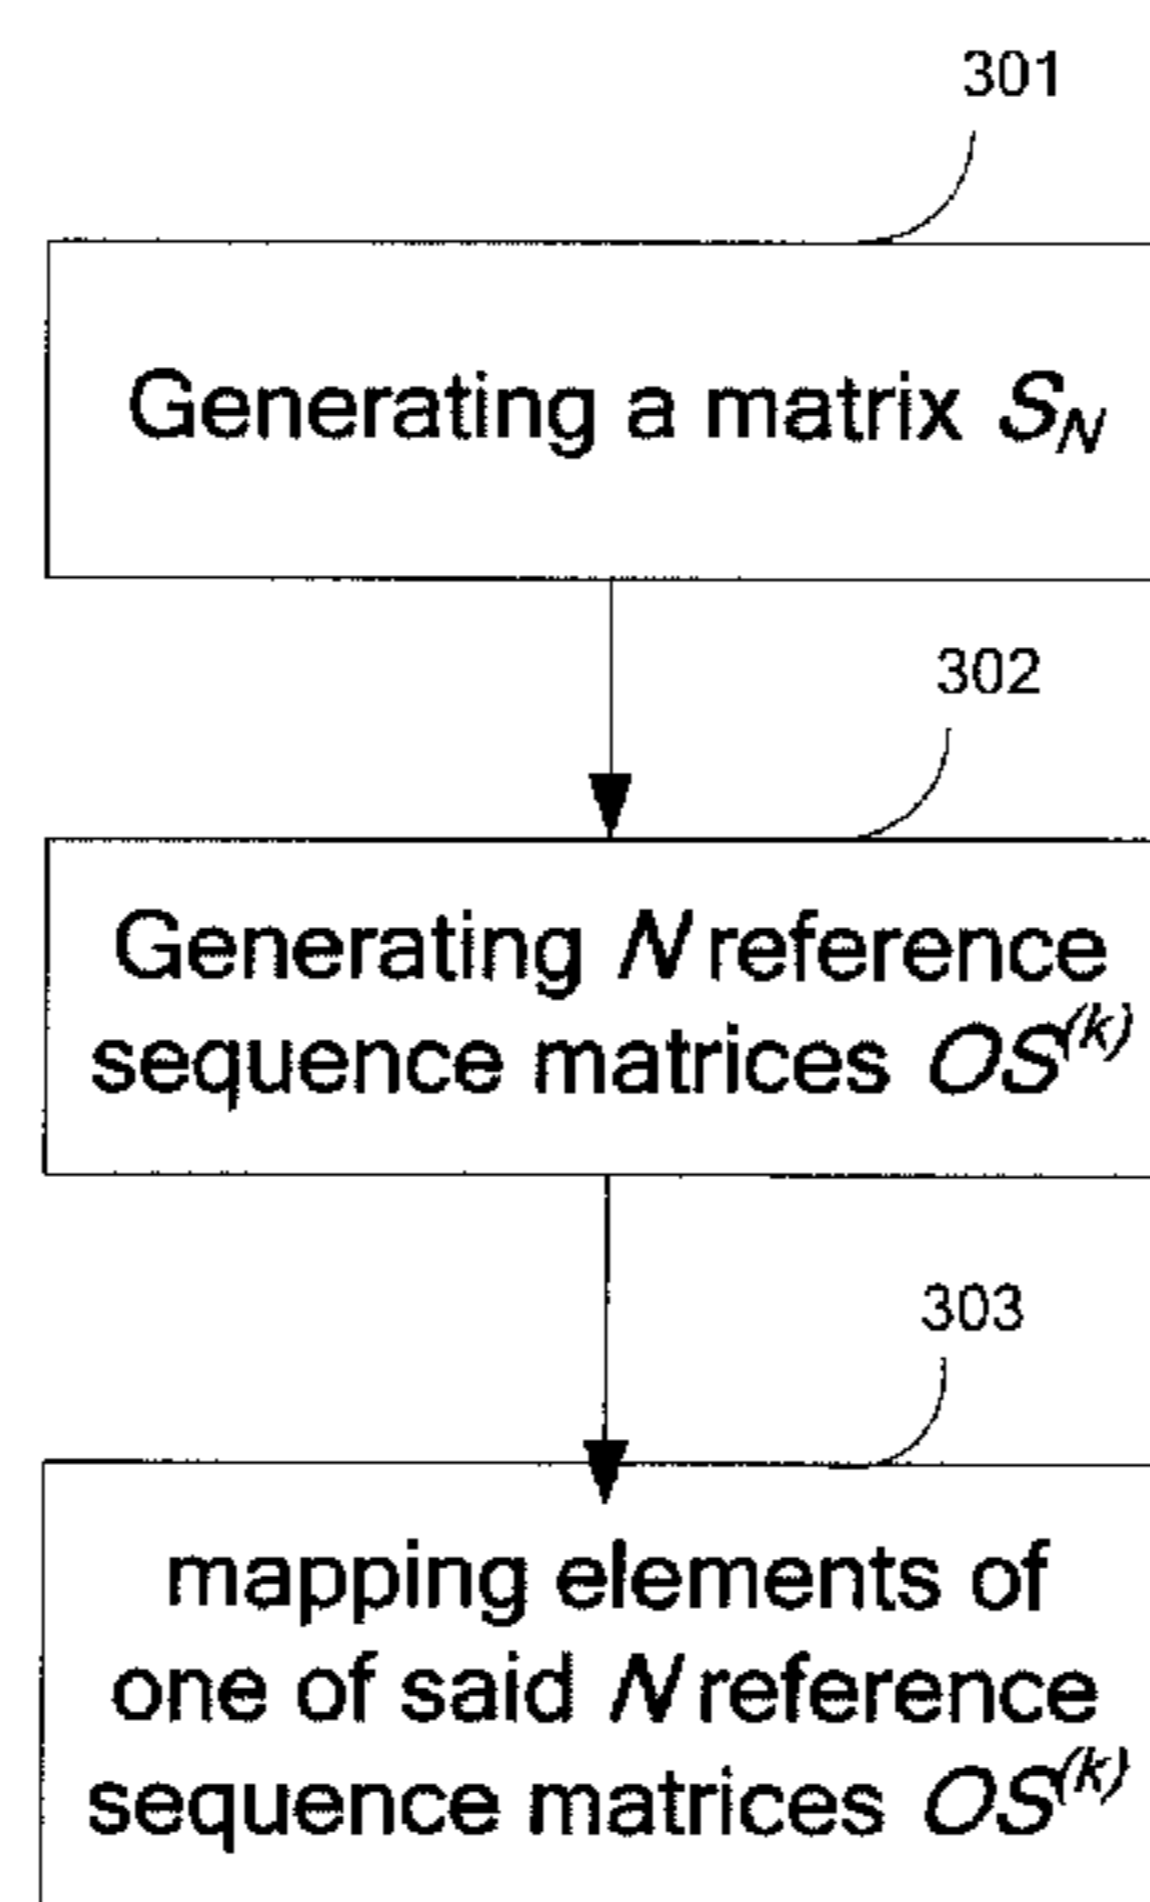 301
Generating a matrix S_N
302
Generating N reference
sequence matrices OS^(k)
303
mapping elements of
one of said N reference
sequence matrices OS^(k)